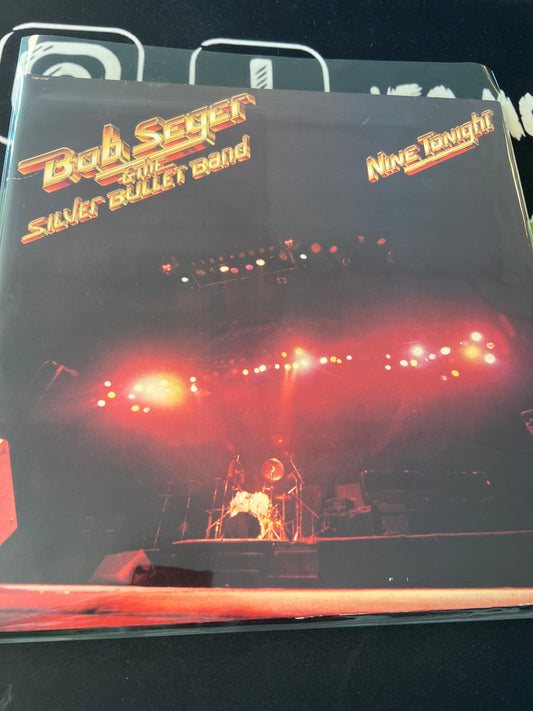 Bob Seger
& THE
SILVER BULLET BAND
NINE TONIGHT